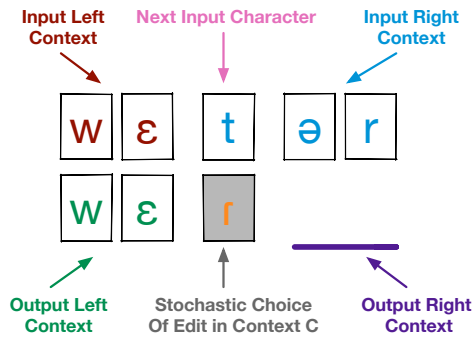 Input Left Context
Next Input Character
Input Right Context
w ɛ t ə r
w ɛ ɾ
Output Left Context
Stochastic Choice Of Edit in Context C
Output Right Context